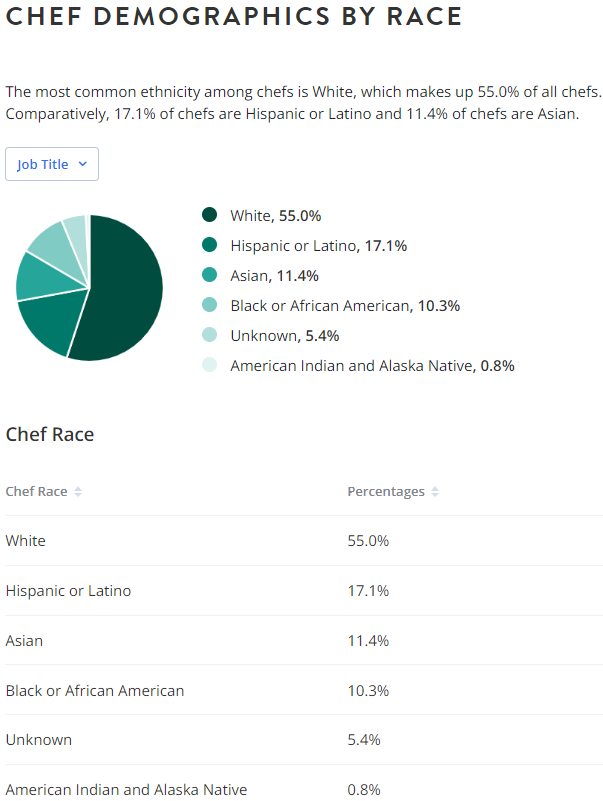 CHEF DEMOGRAPHICS BY RACE
The most common ethnicity among chefs is White, which makes up 55.0% of all chefs.
Comparatively, 17.1% of chefs are Hispanic or Latino and 11.4% of chefs are Asian.
Job Title
White, 55.0%
Hispanic or Latino, 17.1%
Asian, 11.4%
Black or African American, 10.3%
Unknown, 5.4%
American Indian and Alaska Native, 0.8%
Chef Race
Chef Race Percentages
White 55.0%
Hispanic or Latino 17.1%
Asian 11.4%
Black or African American 10.3%
Unknown 5.4%
American Indian and Alaska Native 0.8%